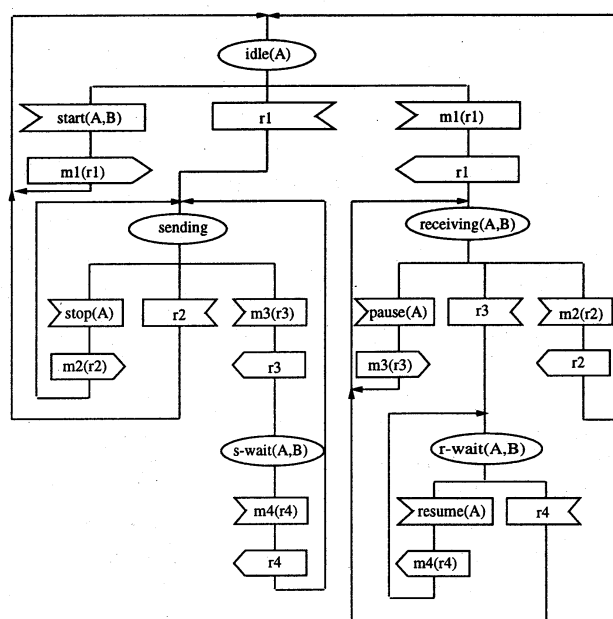 idle(A)
start(A,B)
r1
m1(r1)
m1(r1)
r1
sending
receiving(A,B)
stop(A)
r2
m3(r3)
pause(A)
r3
m2(r2)
m2(r2)
r3
m3(r3)
r2
s-wait(A,B)
r-wait(A,B)
m4(r4)
resume(A)
r4
r4
m4(r4)